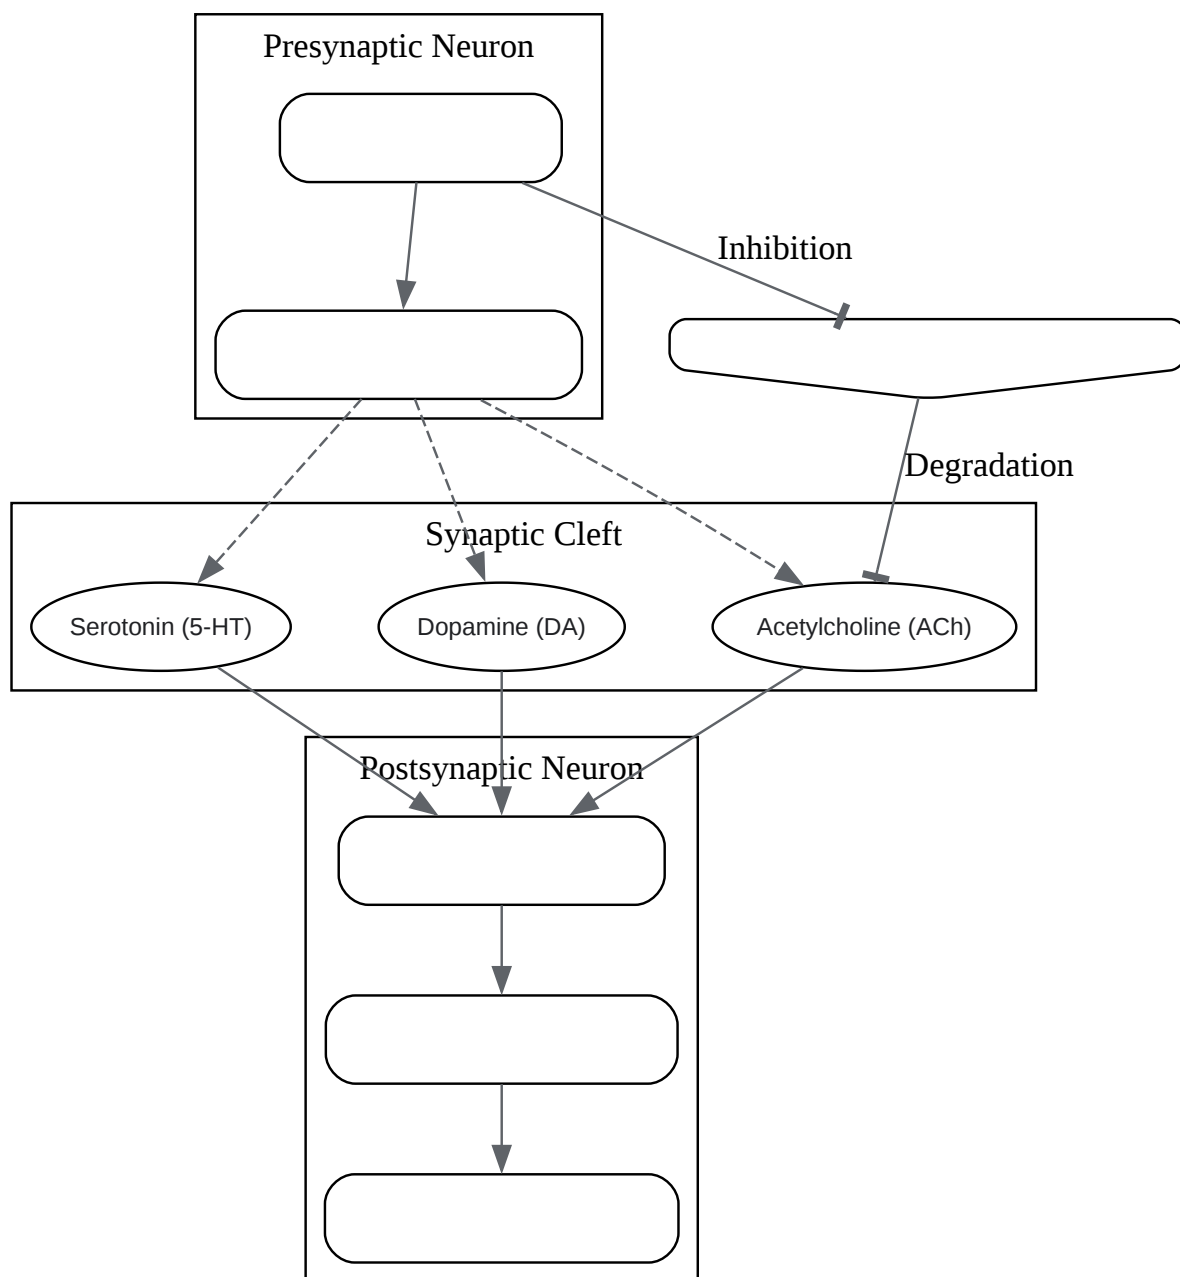 Presynaptic Neuron
Inhibition
Degradation
Synaptic Cleft
Serotonin (5-HT)
Dopamine (DA)
Acetylcholine (ACh)
Postsynaptic Neuron